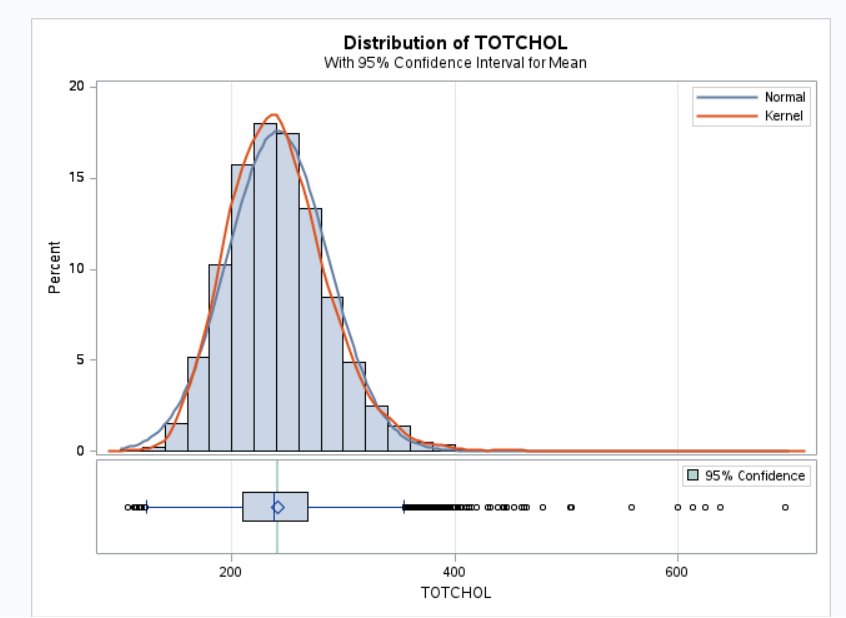 Distribution of TOTCHOL
With 95% Confidence Interval for Mean
20
15
10
5
0
Percent
Normal
Kernel
95% Confidence
200
400
600
TOTCHOL